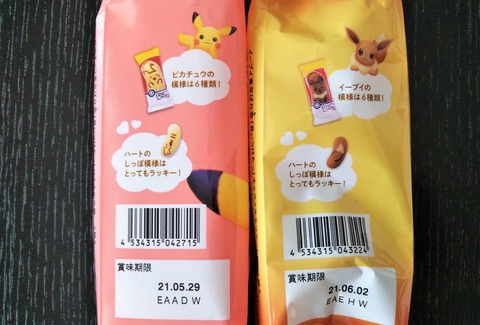 ピカチュウの
模様は6種類！
ハートの
しっぽ模様は
とってもラッキー！
4 534315 042715
賞味期限
21.05.29
EAADW
イーブイの
模様は6種類！
ハートの
しっぽ模様は
とってもラッキー！
4 534315 043224
賞味期限
21.06.02
EAEHW